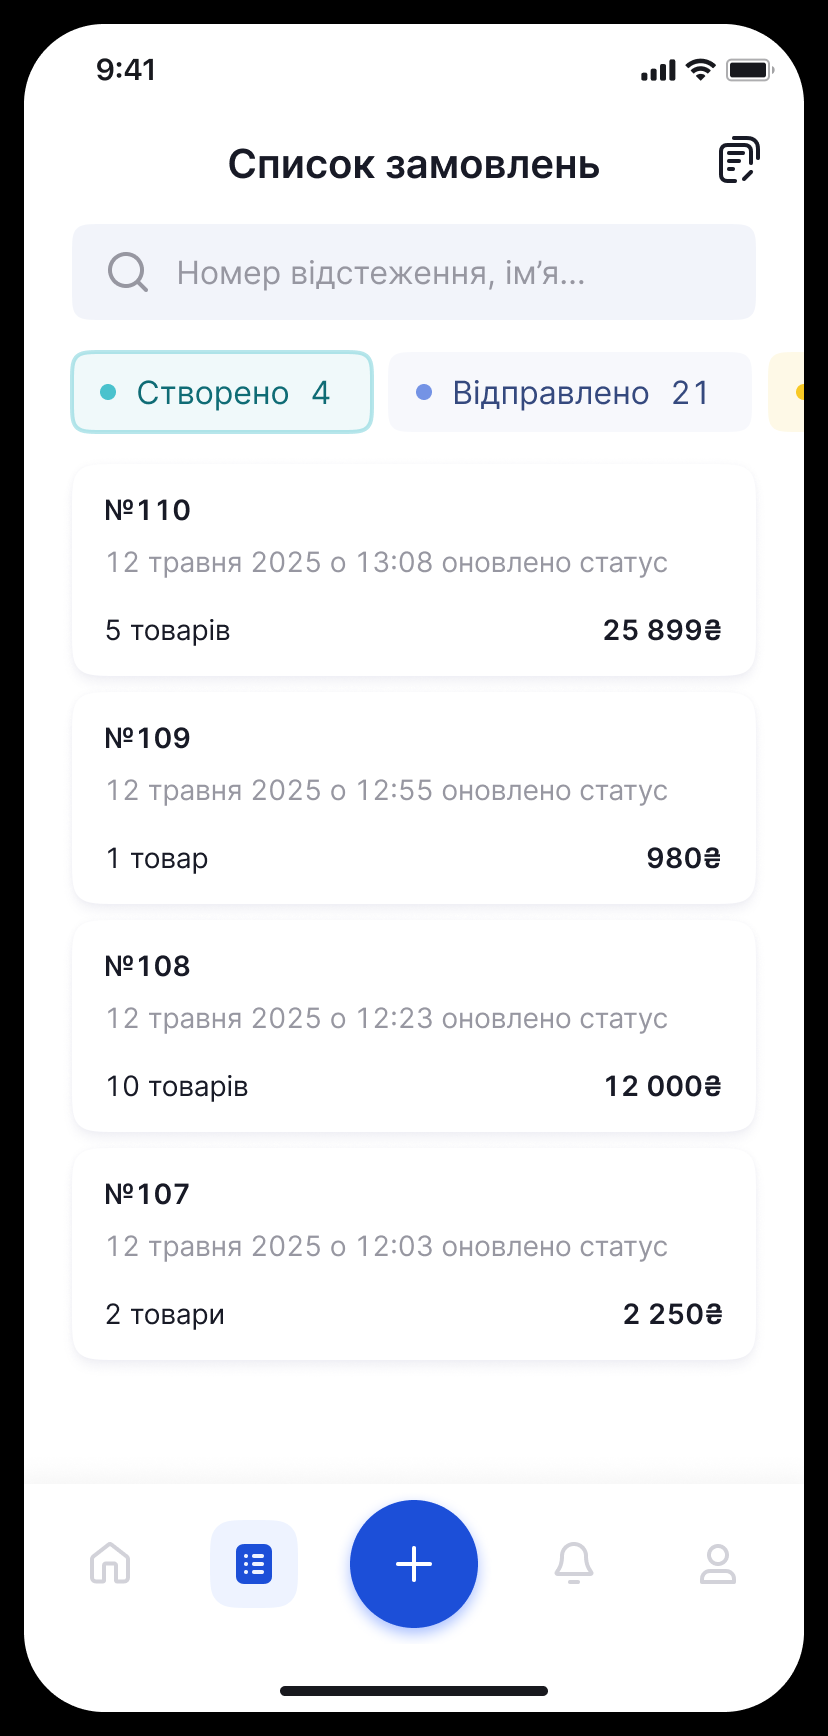 9:41
Список замовлень
Номер відстеження, ім’я...
Створено 4 Відправлено 21
№110
12 травня 2025 о 13:08 оновлено статус
5 товарів 25 899₴
№109
12 травня 2025 о 12:55 оновлено статус
1 товар 980₴
№108
12 травня 2025 о 12:23 оновлено статус
10 товарів 12 000₴
№107
12 травня 2025 о 12:03 оновлено статус
2 товари 2 250₴